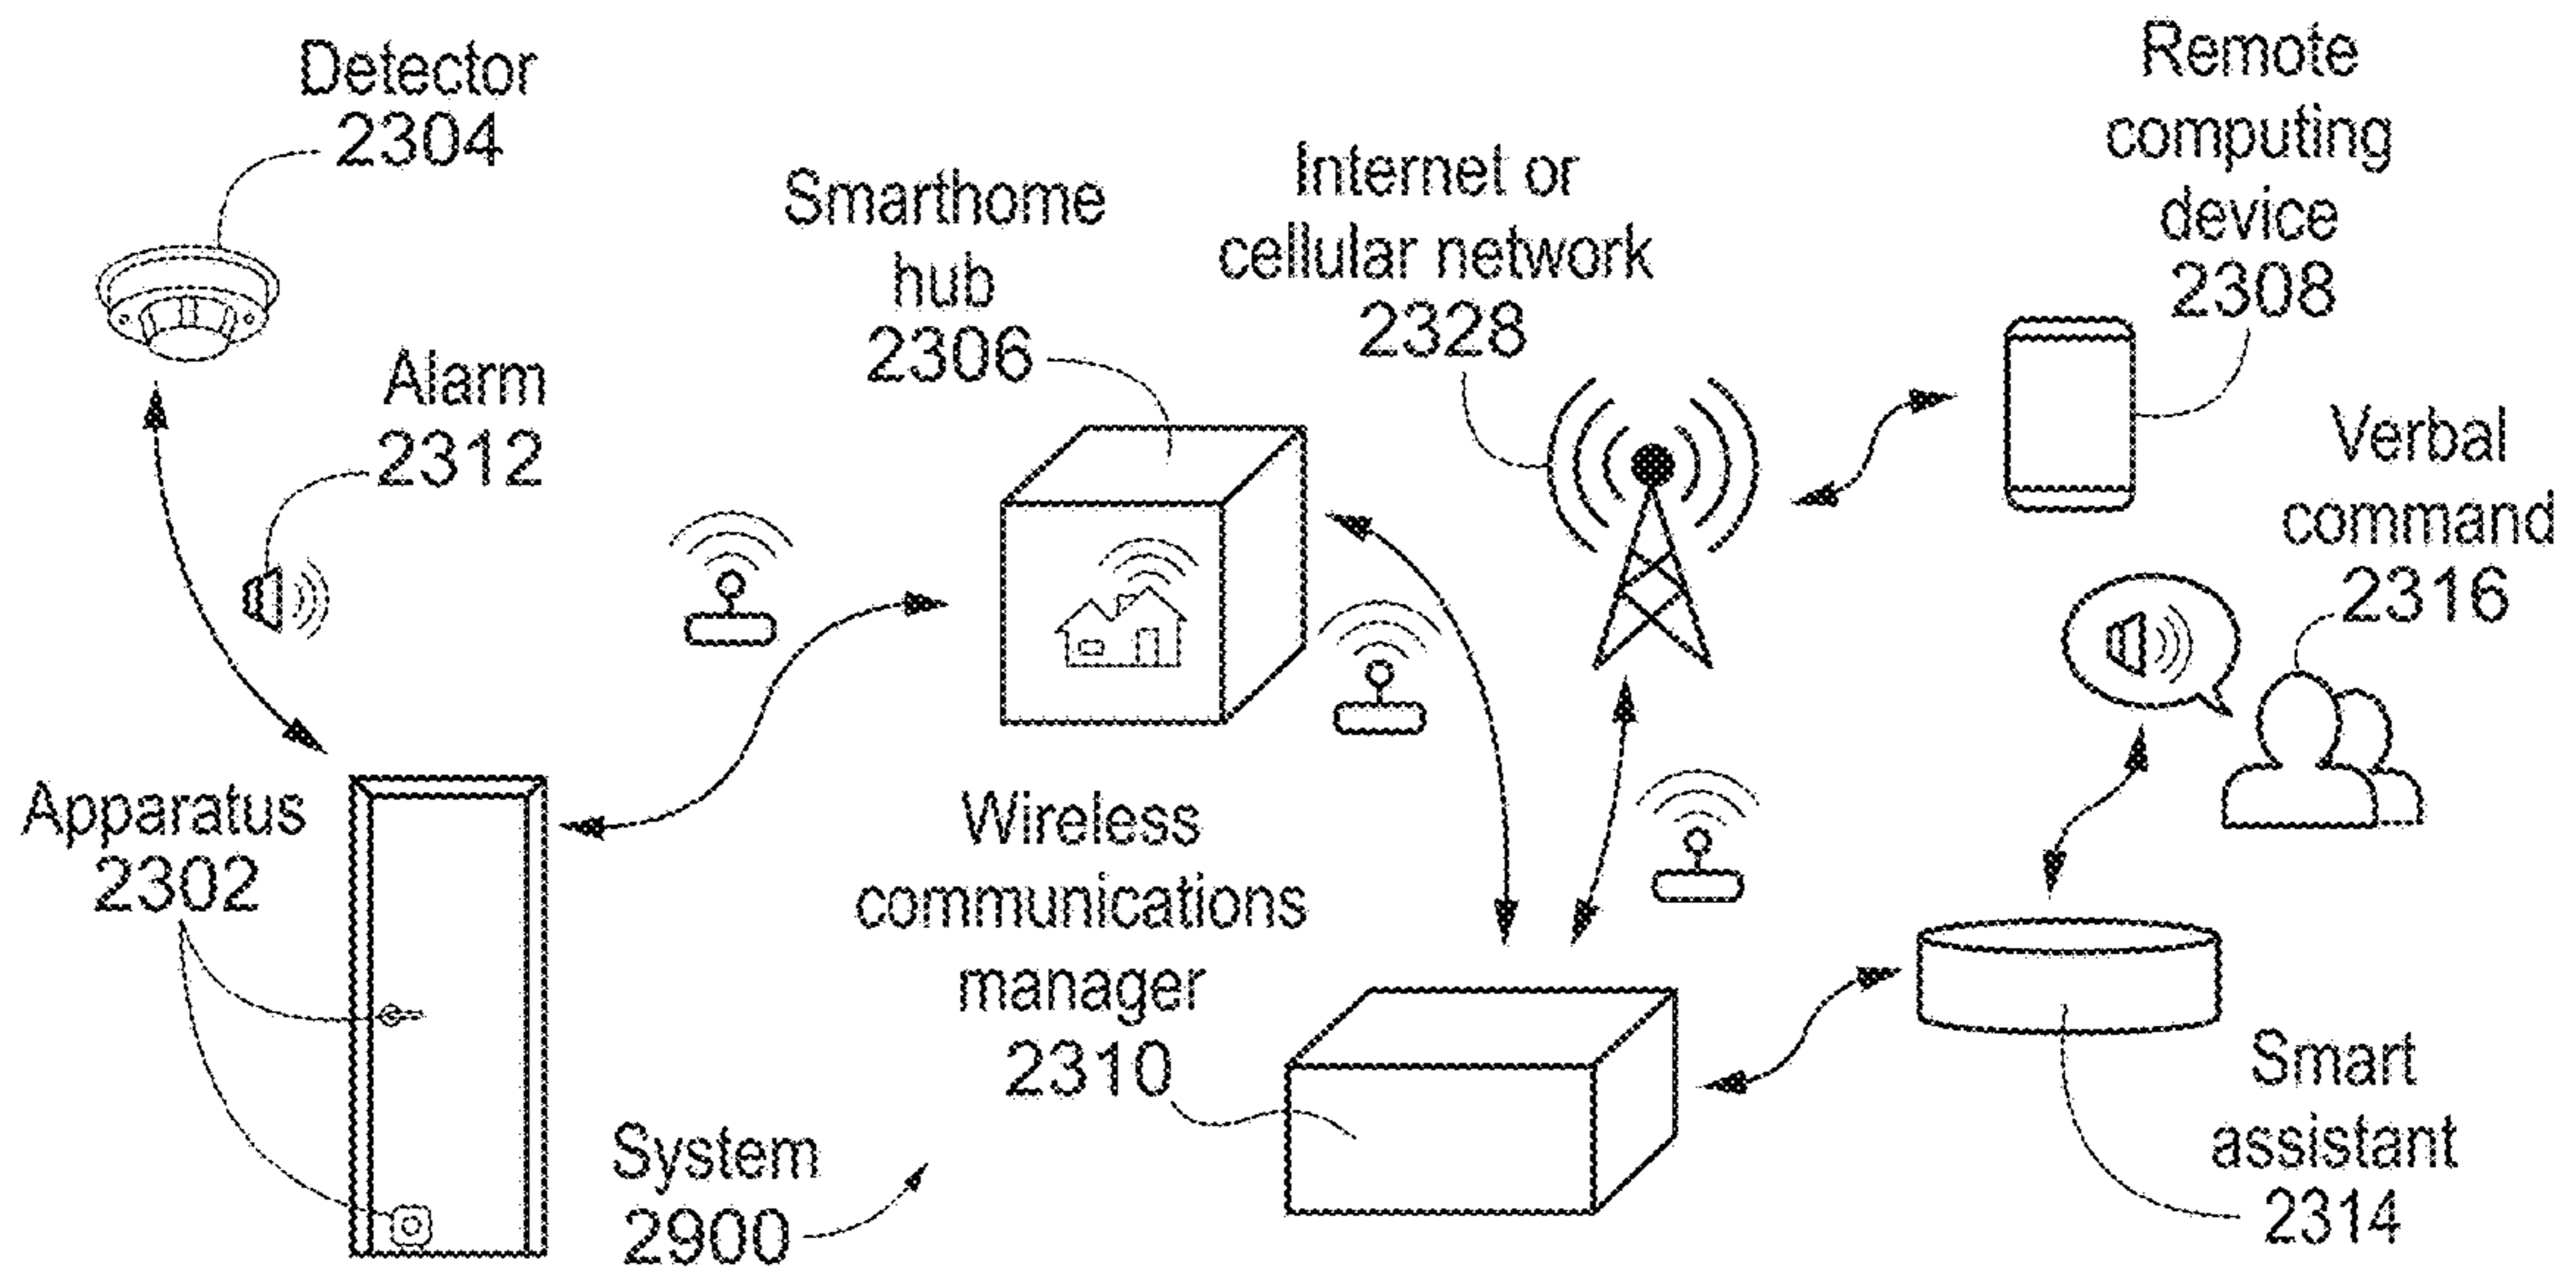 Detector
2304
Alarm
2312
Smarthome
hub
2306
Internet or
cellular network
2328
Remote
computing
device
2308
Verbal
command
2316
Apparatus
2302
Wireless
communications
manager
2310
System
2900
Smart
assistant
2314